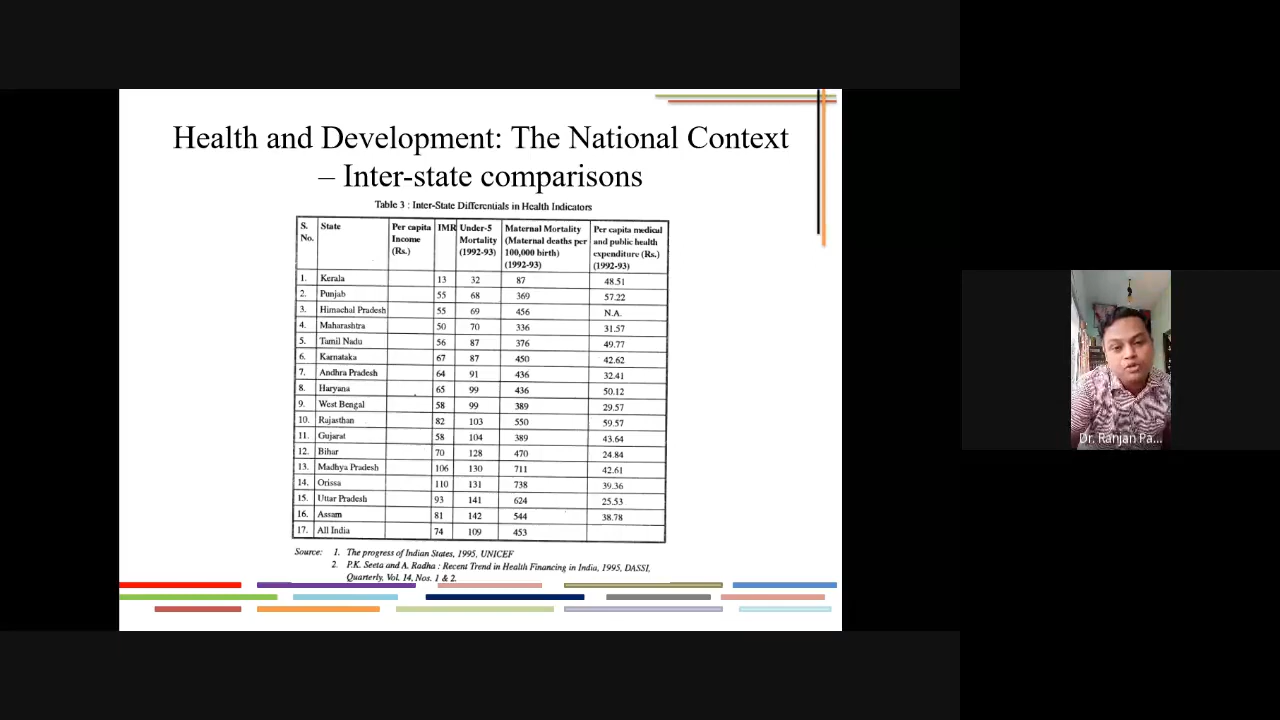 Health and Development: The National Context
– Inter-state comparisons
Table 3 : Inter-State Differentials in Health Indicators
S. No. State Per capita Income (Rs.) IMR Under-5 Mortality (1992-93) Maternal Mortality (Maternal deaths per 100,000 birth) (1992-93) Per capita medical and public health expenditure (Rs.) (1992-93)
1. Kerala 13 32 87 48.51
2. Punjab 55 68 369 57.22
3. Himachal Pradesh 55 69 456 N.A.
4. Maharashtra 50 70 336 31.57
5. Tamil Nadu 56 87 376 49.77
6. Karnataka 67 87 450 42.62
7. Andhra Pradesh 64 91 436 32.41
8. Haryana 65 99 436 50.12
9. West Bengal 58 99 389 29.57
10. Rajasthan 82 103 550 59.57
11. Gujarat 58 104 389 43.64
12. Bihar 70 128 470 24.84
13. Madhya Pradesh 106 130 711 42.61
14. Orissa 110 131 738 39.36
15. Uttar Pradesh 93 141 624 25.53
16. Assam 81 142 544 38.78
17. All India 74 109 453
Source: 1. The progress of Indian States, 1995, UNICEF
2. P.K. Seeta and A. Radha : Recent Trend in Health Financing in India, 1995, DASSI,
Quarterly, Vol. 14, Nos. 1 & 2.
Dr. Ranjan Pa...